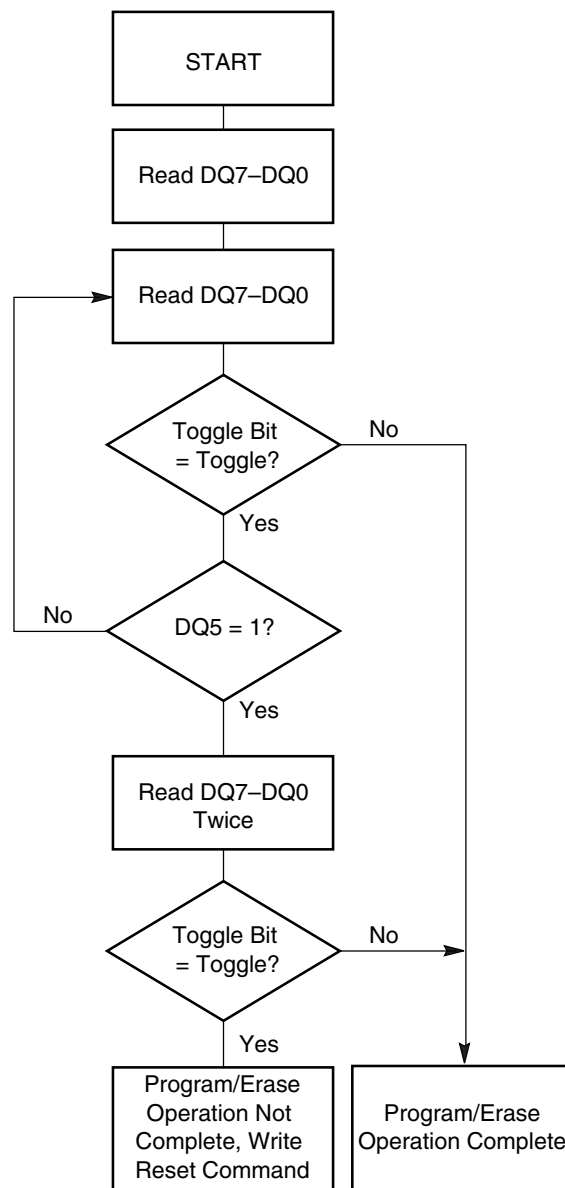 START
Read DQ7–DQ0
Read DQ7–DQ0
Toggle Bit
= Toggle?
No
Yes
No
DQ5 = 1?
Yes
Read DQ7–DQ0
Twice
Toggle Bit
= Toggle?
No
Yes
Program/Erase
Operation Not
Complete, Write
Reset Command
Program/Erase
Operation Complete